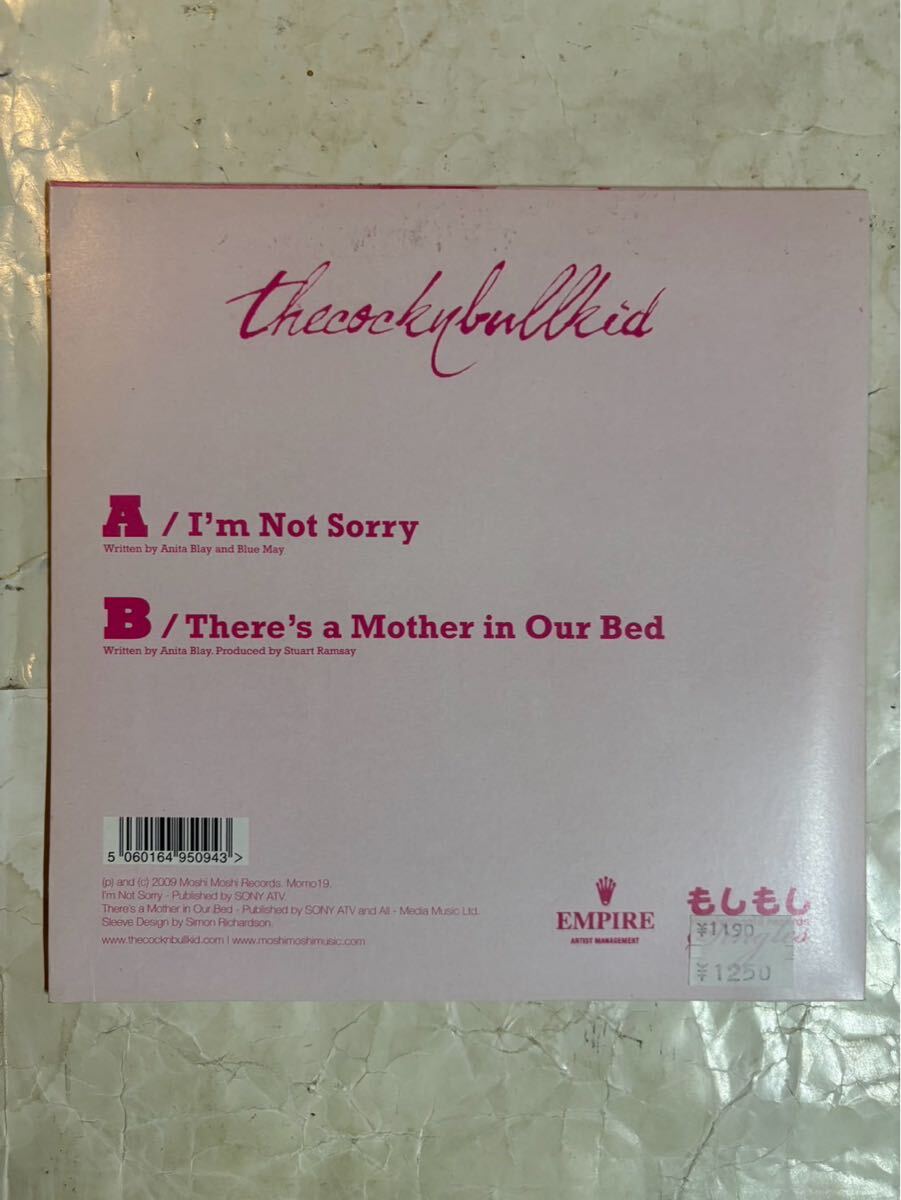 thecocknbullkid
A / I'm Not Sorry
Written by Anita Blay and Blue May
B / There's a Mother in Our Bed
Written by Anita Blay. Produced by Stuart Ramsay
5 060164 950943 >
(p) and (c) 2009 Moshi Moshi Records. Momo19.
I'm Not Sorry - Published by SONY ATV.
There's a Mother in Our Bed - Published by SONY ATV and All - Media Music Ltd.
Sleeve Design by Simon Richardson.
www.thecocknbullkid.com | www.moshimoshimusic.com
EMPIRE
ARTIST MANAGEMENT
もしもし
¥1190
¥1250